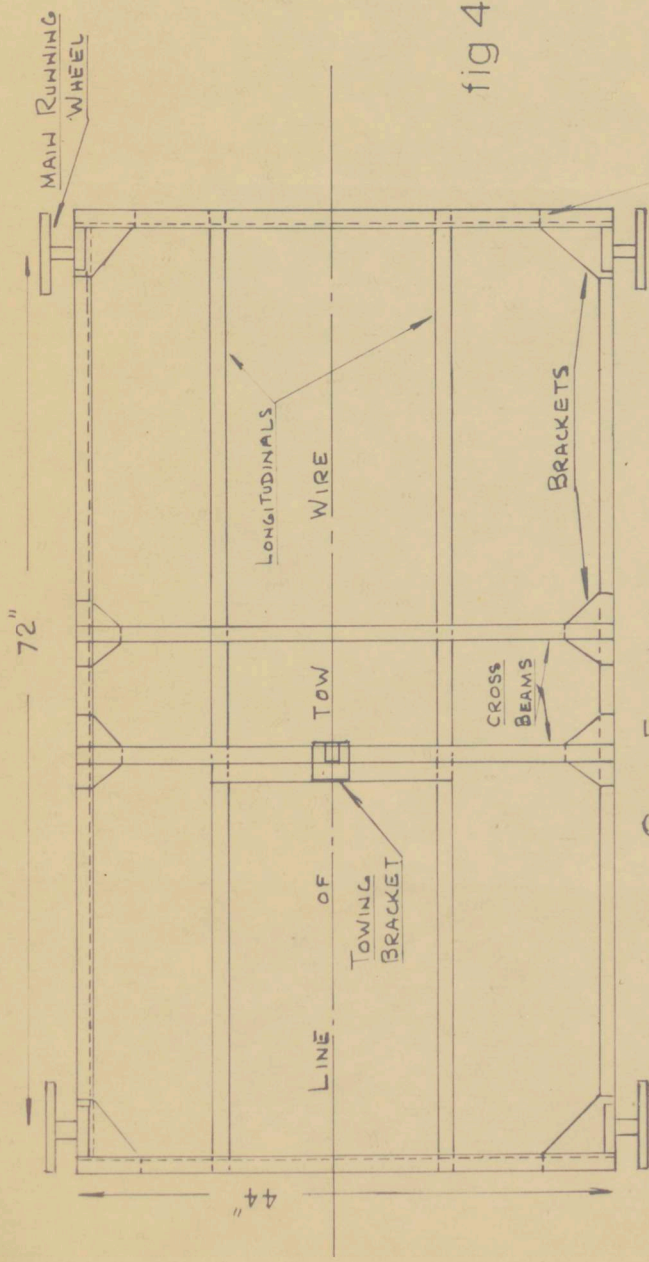 MAIN RUNNING
WHEEL
72"
fig 4
LONGITUDINALS
LINE OF TOW WIRE
TOWING
BRACKET
CROSS
BEAMS
BRACKETS
44"